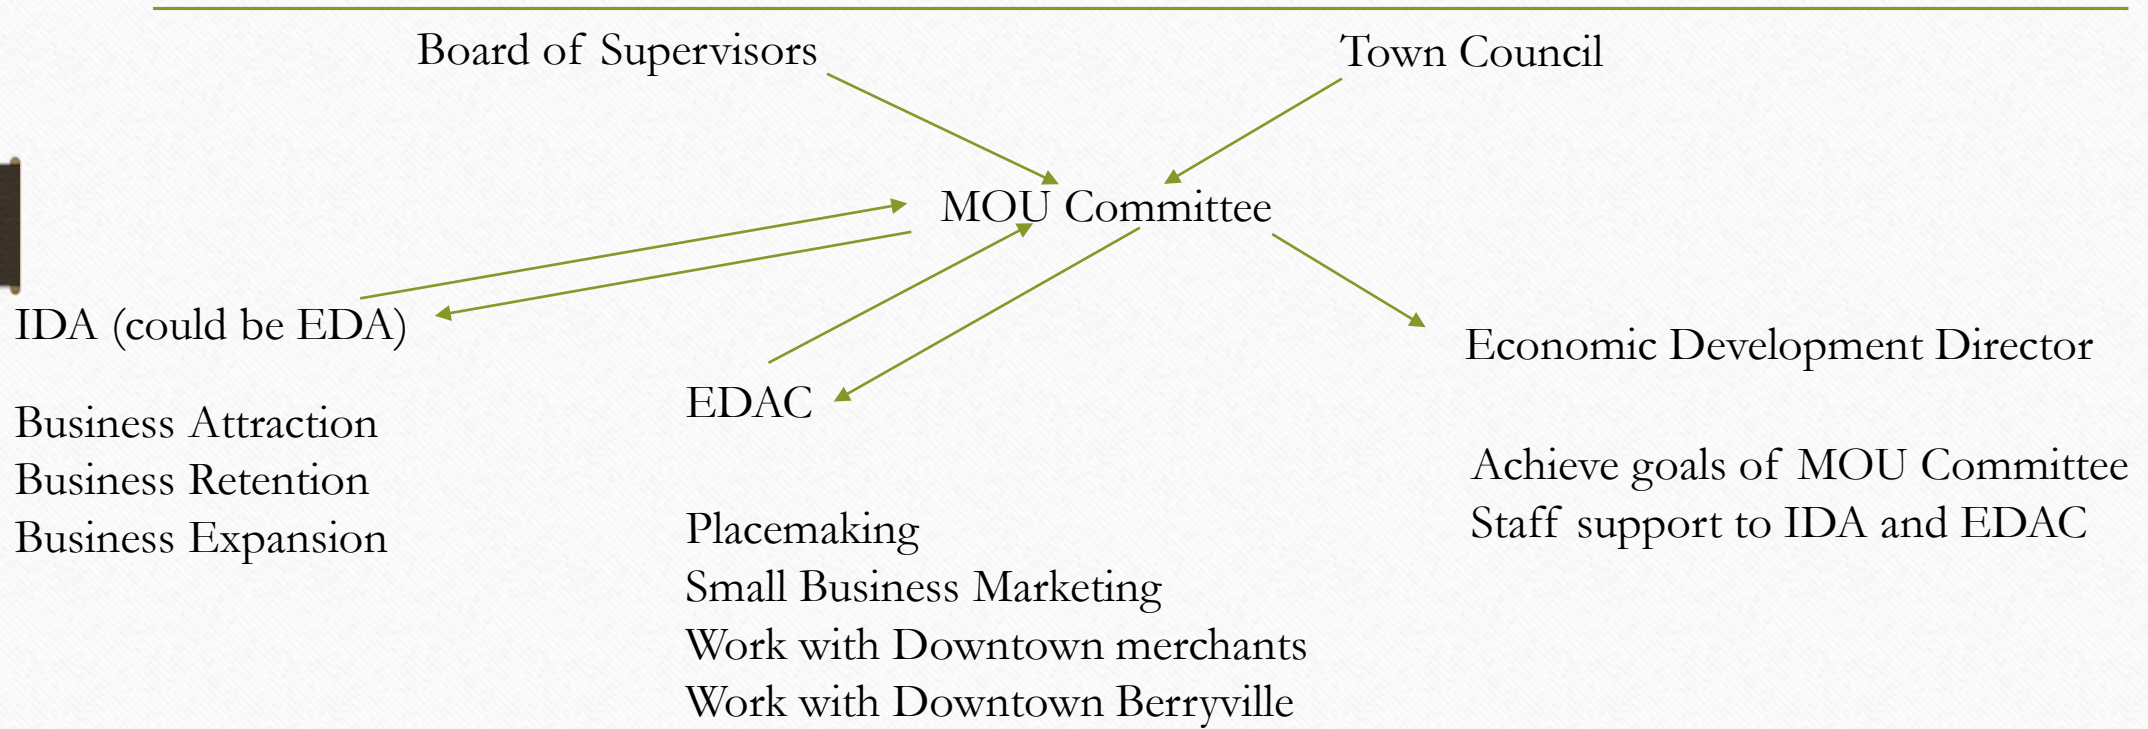 Board of Supervisors
Town Council
MOU Committee
IDA (could be EDA)
Business Attraction
Business Retention
Business Expansion
EDAC
Placemaking
Small Business Marketing
Work with Downtown merchants
Work with Downtown Berryville
Economic Development Director
Achieve goals of MOU Committee
Staff support to IDA and EDAC